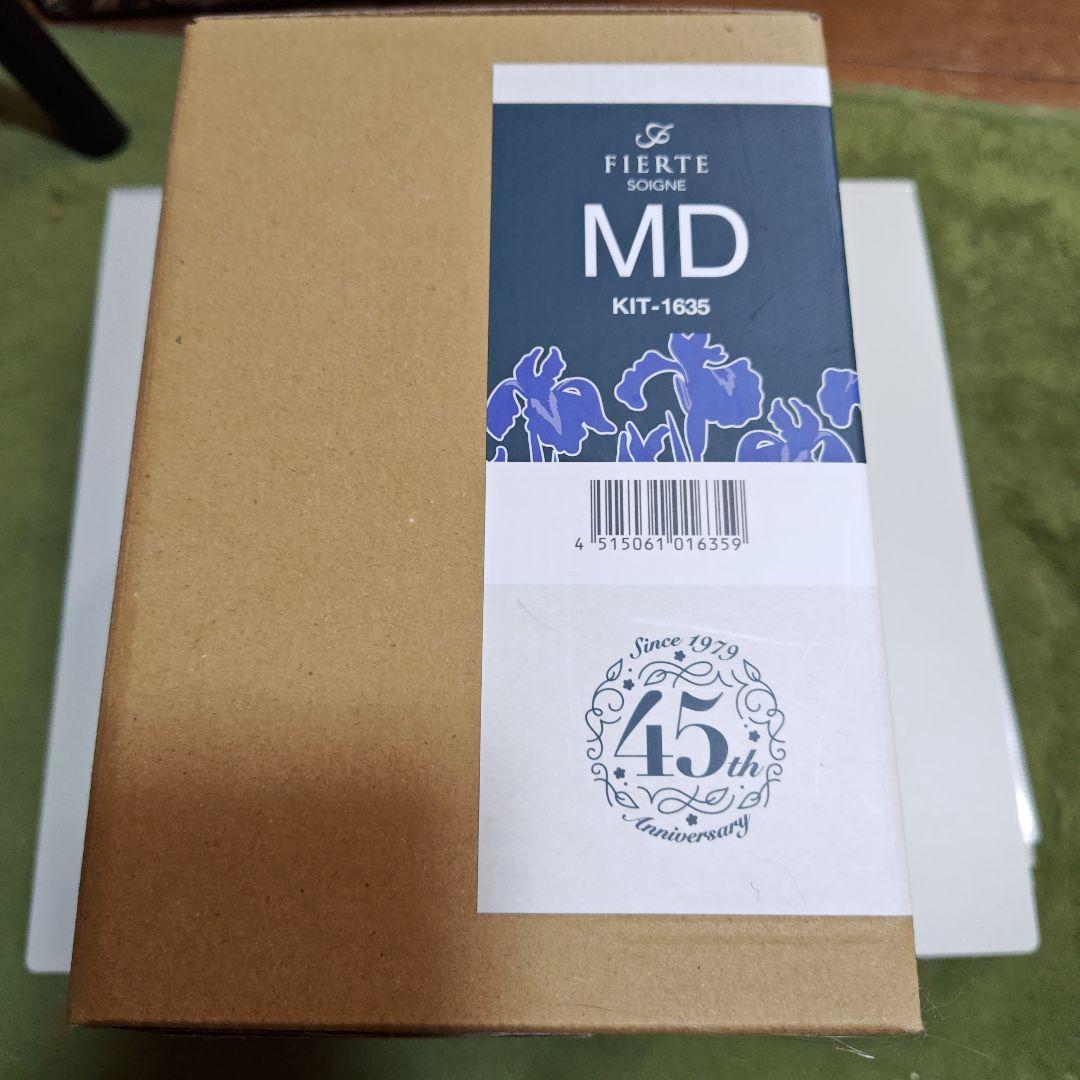 FIERTE
SOIGNE
MD
KIT-1635
4 515061 016359
Since 1979
45th
Anniversary